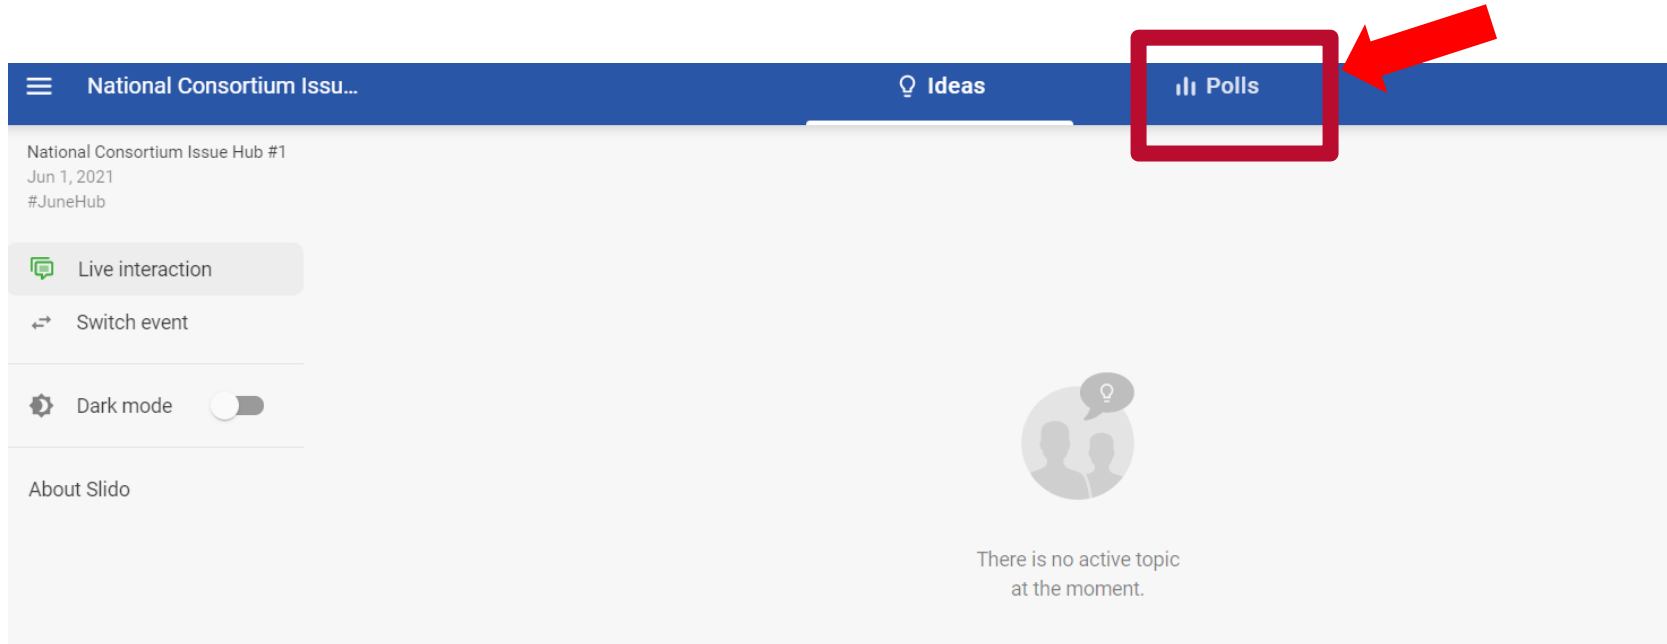 National Consortium Issu...
Ideas
Polls
National Consortium Issue Hub #1
Jun 1, 2021
#JuneHub
Live interaction
Switch event
Dark mode
About Slido
There is no active topic
at the moment.